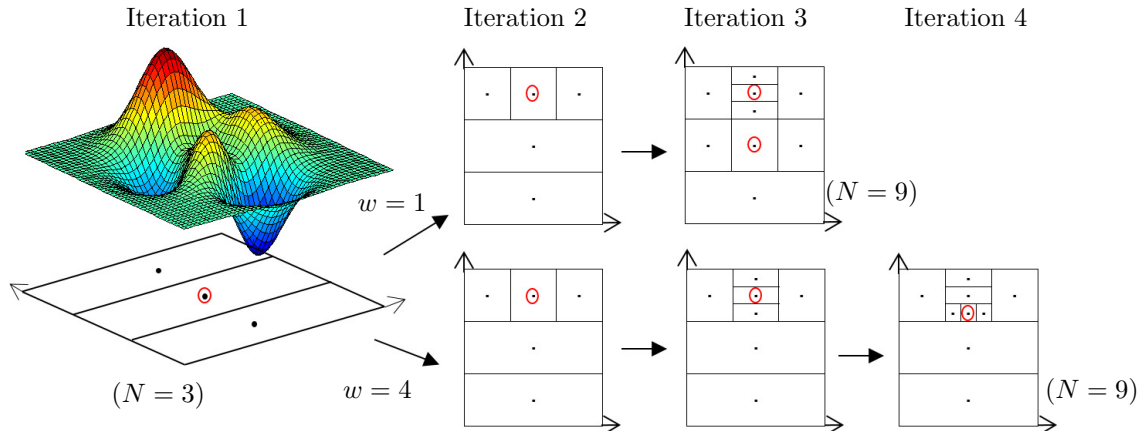 Iteration 1
Iteration 2
Iteration 3
Iteration 4
w = 1
(N = 9)
(N = 3)
w = 4
(N = 9)